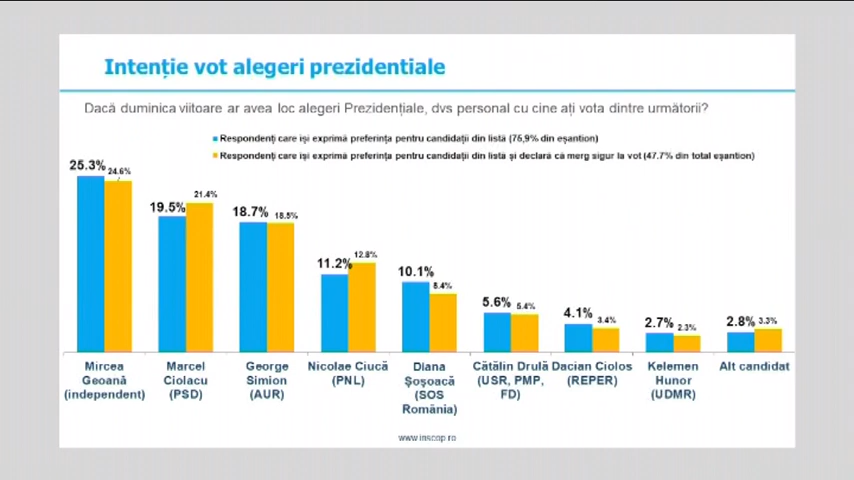 Intenție vot alegeri prezidentiale
Dacă duminica viitoare ar avea loc alegeri Prezidențiale, dvs personal cu cine ați vota dintre următorii?
Respondenți care își exprimă preferința pentru candidații din listă (75,9% din eșantion)
Respondenți care își exprimă preferința pentru candidații din listă și declară că merg sigur la vot (47.7% din total eșantion)
25.3% 24.6%
19.5% 21.4%
18.7% 18.5%
11.2% 12.8%
10.1% 8.4%
5.6% 5.4%
4.1% 3.4%
2.7% 2.3%
2.8% 3.3%
Mircea
Geoană
(independent)
Marcel
Ciolacu
(PSD)
George
Simion
(AUR)
Nicolae Ciucă
(PNL)
Diana
Şoşoacă
(SOS
România)
Cătălin Drulă
(USR, PMP,
FD)
Dacian Ciolos
(REPER)
Kelemen
Hunor
(UDMR)
Alt candidat
www.inscop.ro